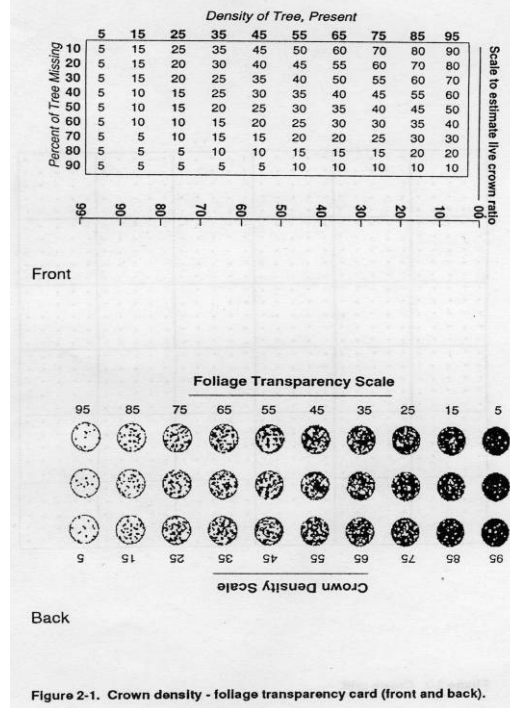 Density of Tree, Present
5 15 25 35 45 55 65 75 85 95
Percent of Tree Missing
10 5 15 25 35 45 50 60 70 80 90
20 5 15 20 30 40 45 55 60 70 80
30 5 15 20 25 35 40 50 55 60 70
40 5 10 15 25 30 35 40 45 55 60
50 5 10 15 20 25 30 35 40 45 50
60 5 10 10 15 20 25 30 30 35 40
70 5 5 10 15 15 20 20 25 30 30
80 5 5 5 10 10 15 15 15 20 20
90 5 5 5 5 5 10 10 10 10 10
Scale to estimate live crown ratio
99 90 80 70 60 50 40 30 20 10 00
Front
Foliage Transparency Scale
95 85 75 65 55 45 35 25 15 5
5 15 25 35 45 55 65 75 85 95
Crown Density Scale
Back
Figure 2-1. Crown density - foliage transparency card (front and back).